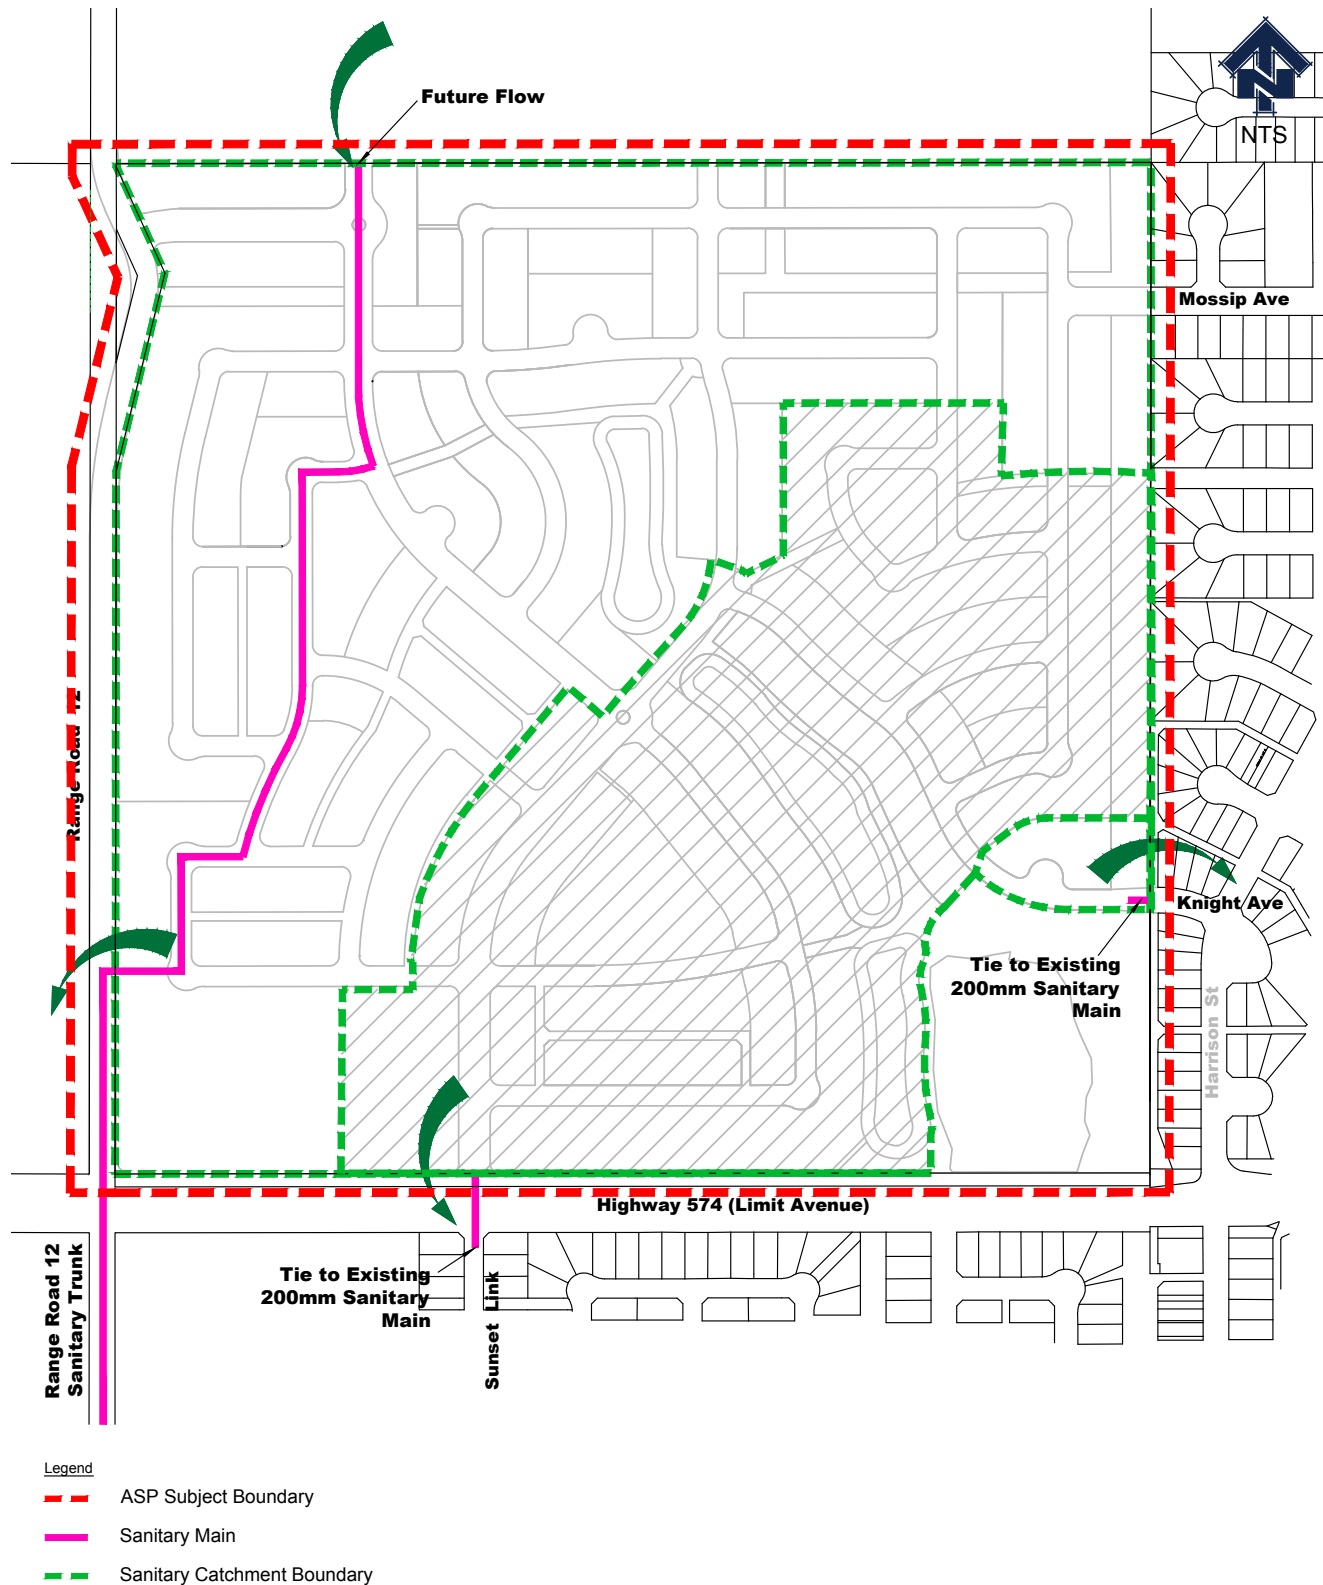 Future Flow
N
NTS
Mossip Ave
Range Road 12
Knight Ave
Tie to Existing
200mm Sanitary
Main
Harrison St
Highway 574 (Limit Avenue)
Tie to Existing
200mm Sanitary
Main
Sunset Link
Range Road 12
Sanitary Trunk
Legend
ASP Subject Boundary
Sanitary Main
Sanitary Catchment Boundary